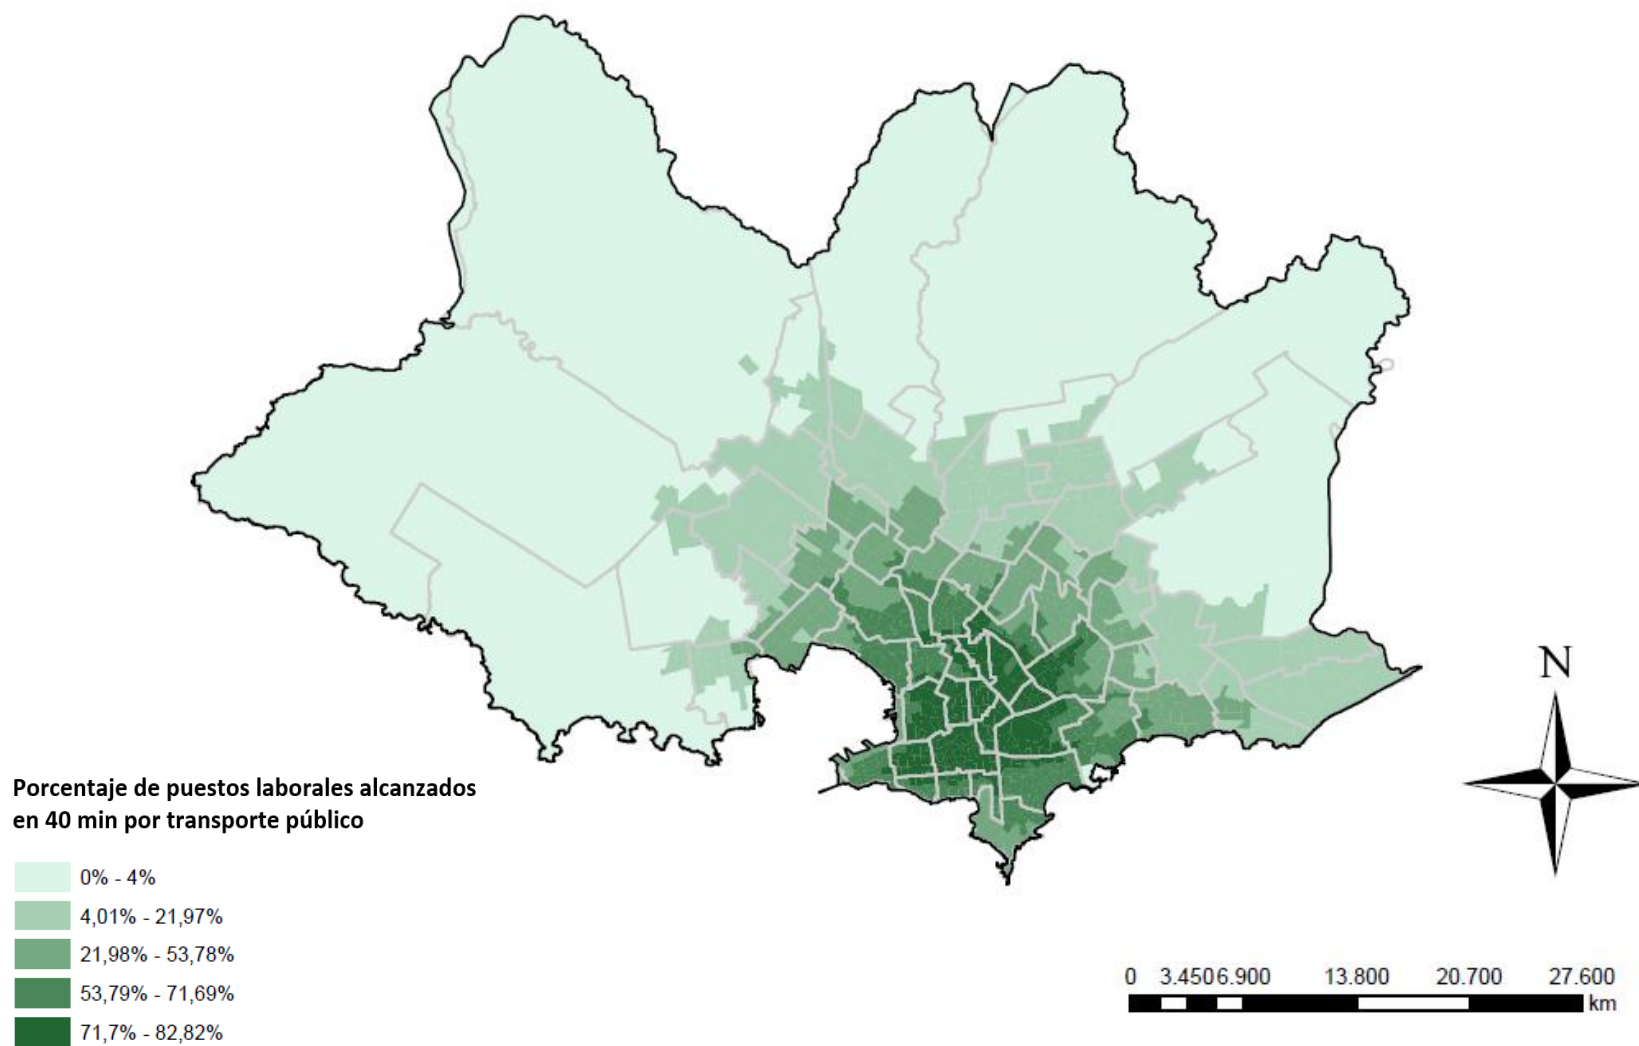 N
Porcentaje de puestos laborales alcanzados
en 40 min por transporte público
0% - 4%
4,01% - 21,97%
21,98% - 53,78%
53,79% - 71,69%
71,7% - 82,82%
0 3.450 6.900 13.800 20.700 27.600
km